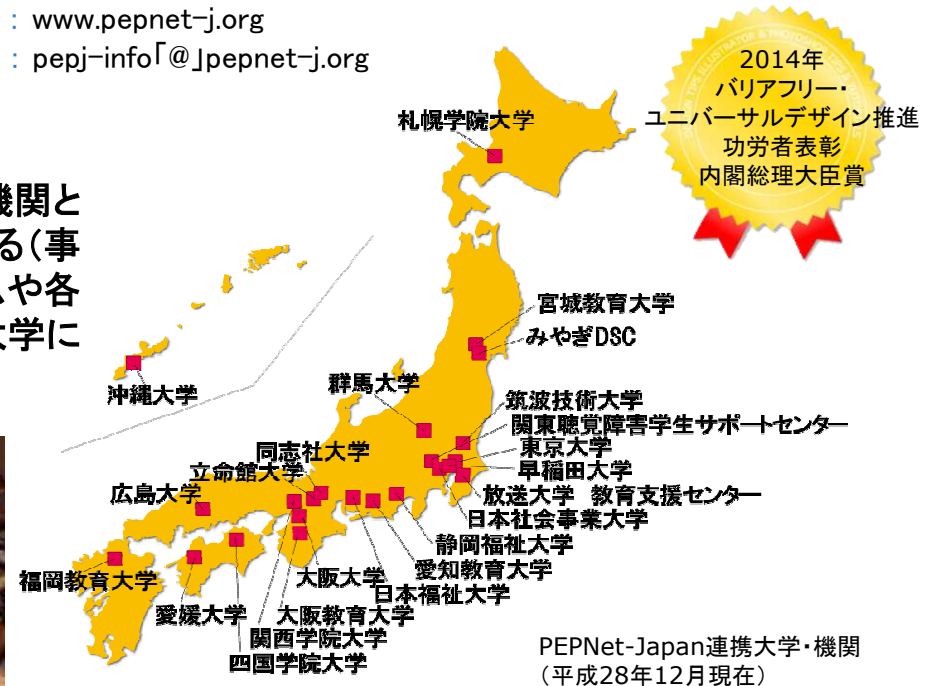 : www.pepnet-j.org
: pepj-info「@」pepnet-j.org
2014年
バリアフリー・
ユニバーサルデザイン推進
功労者表彰
内閣総理大臣賞
機関と
る(事
や各
大学に
札幌学院大学
宮城教育大学
みやぎDSC
沖縄大学
群馬大学
筑波技術大学
関東聴覚障害学生サポートセンター
東京大学
早稲田大学
放送大学 教育支援センター
日本社会事業大学
静岡福祉大学
愛知教育大学
日本福祉大学
同志社大学
立命館大学
広島大学
福岡教育大学
愛媛大学
大阪大学
大阪教育大学
関西学院大学
四国学院大学
PEPNet-Japan連携大学・機関
(平成28年12月現在)